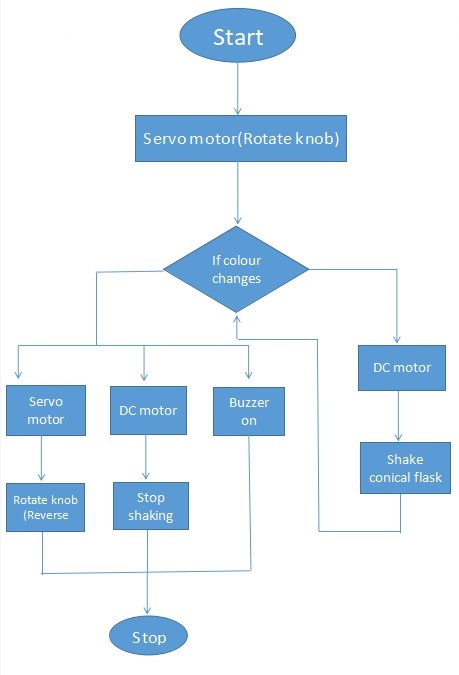 Start
Servo motor(Rotate knob)
If colour
changes
DC motor
Servo
motor
DC motor
Buzzer
on
Shake
conical flask
Rotate knob
(Reverse
Stop
shaking
Stop